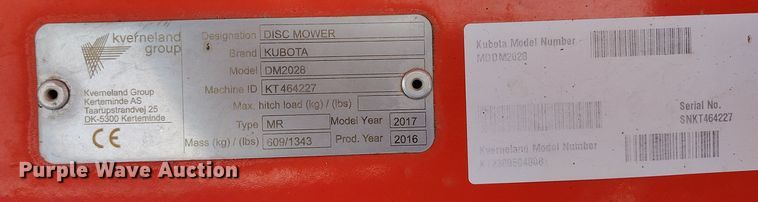 kverneland
group
Kverneland Group
Kerteminde AS
Taarupstrandvej 25
DK-5300 Kerteminde
CE
Designation DISC MOWER
Brand KUBOTA
Model DM2028
Machine ID KT464227
Max. hitch load (kg) / (lbs)
Type MR Model Year 2017
Mass (kg) / (lbs) 609/1343 Prod. Year 2016
Kubota Model Number
MDDM2028
Serial No.
SNKT464227
Kverneland Model Number
Purple Wave Auction